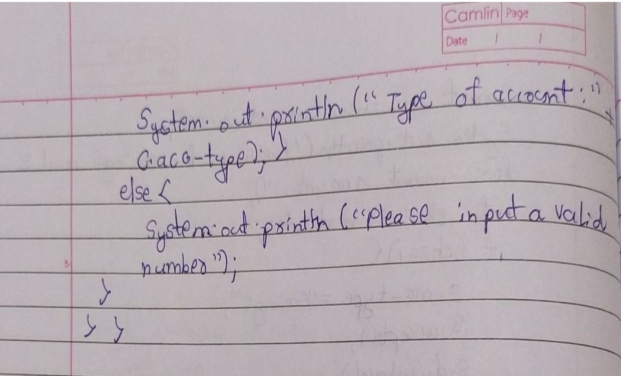 Camlin Page
Date / /
System.out.println (“Type of account:” +
a.acc-type); }
else {
System.out.println (“please input a valid
number”);
}
} }